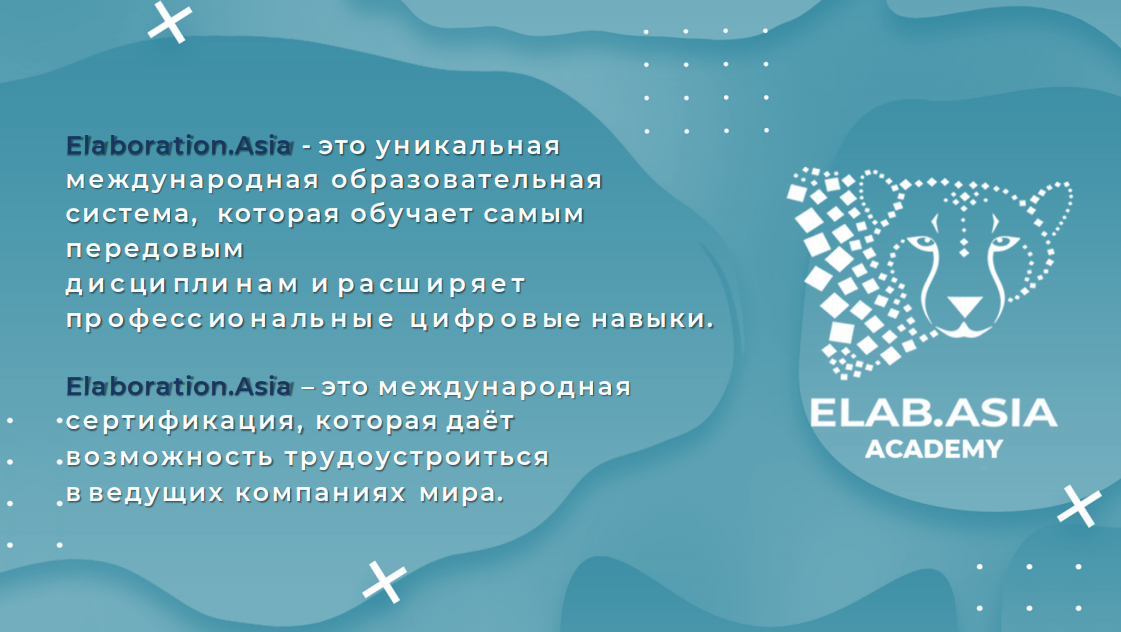 Elaboration.Asia - это уникальная
международная образовательная
система, которая обучает самым
передовым
дисциплинам и расширяет
профессиональные цифровые навыки.
Elaboration.Asia – это международная
сертификация, которая даёт
возможность трудоустроиться
в ведущих компаниях мира.
ELAB.ASIA
ACADEMY